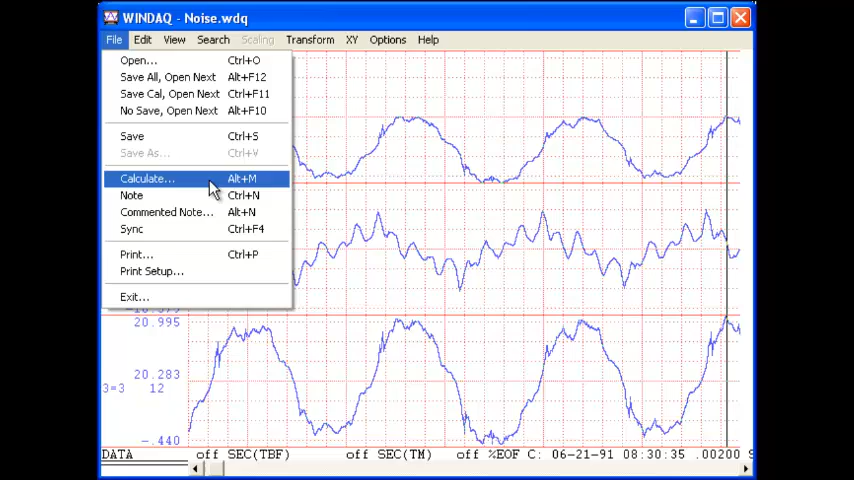 WINDAQ - Noise.wdq
File Edit View Search Scaling Transform XY Options Help
Open... Ctrl+O
Save All, Open Next Alt+F12
Save Cal, Open Next Ctrl+F11
No Save, Open Next Alt+F10
Save Ctrl+S
Save As... Ctrl+V
Calculate... Alt+M
Note Ctrl+N
Commented Note... Alt+N
Sync Ctrl+F4
Print... Ctrl+P
Print Setup...
Exit...
20.995
20.283
3=3 12
-.440
DATA off SEC(TBF) off SEC(TM) off %EOF C: 06-21-91 08:30:35 .00200 S